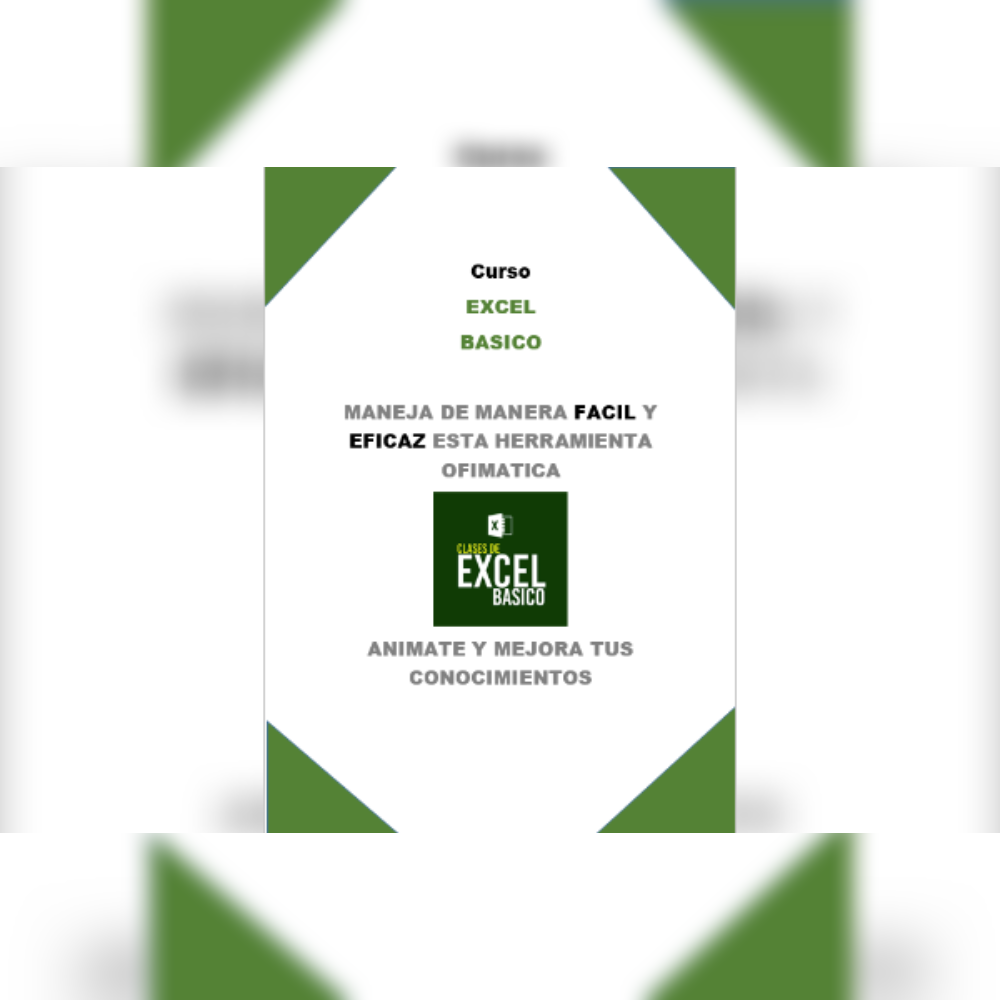 Curso
EXCEL
BASICO
MANEJA DE MANERA FACIL Y
EFICAZ ESTA HERRAMIENTA
OFIMATICA
X
CLASES DE
EXCEL
BASICO
ANIMATE Y MEJORA TUS
CONOCIMIENTOS